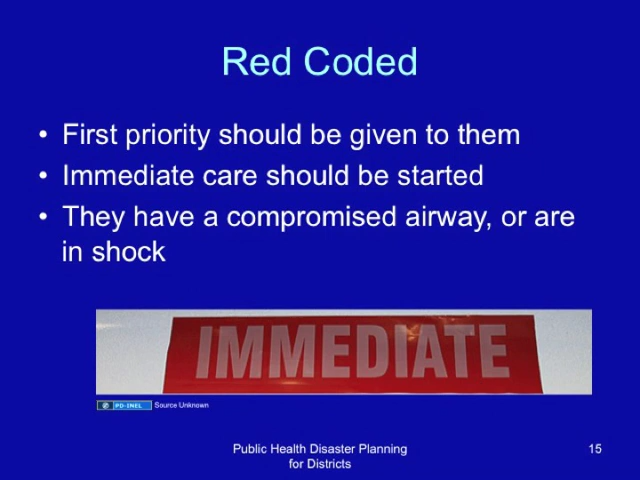 Red Coded
• First priority should be given to them
• Immediate care should be started
• They have a compromised airway, or are
in shock
IMMEDIATE
PD-INEL Source Unknown
Public Health Disaster Planning
for Districts
15